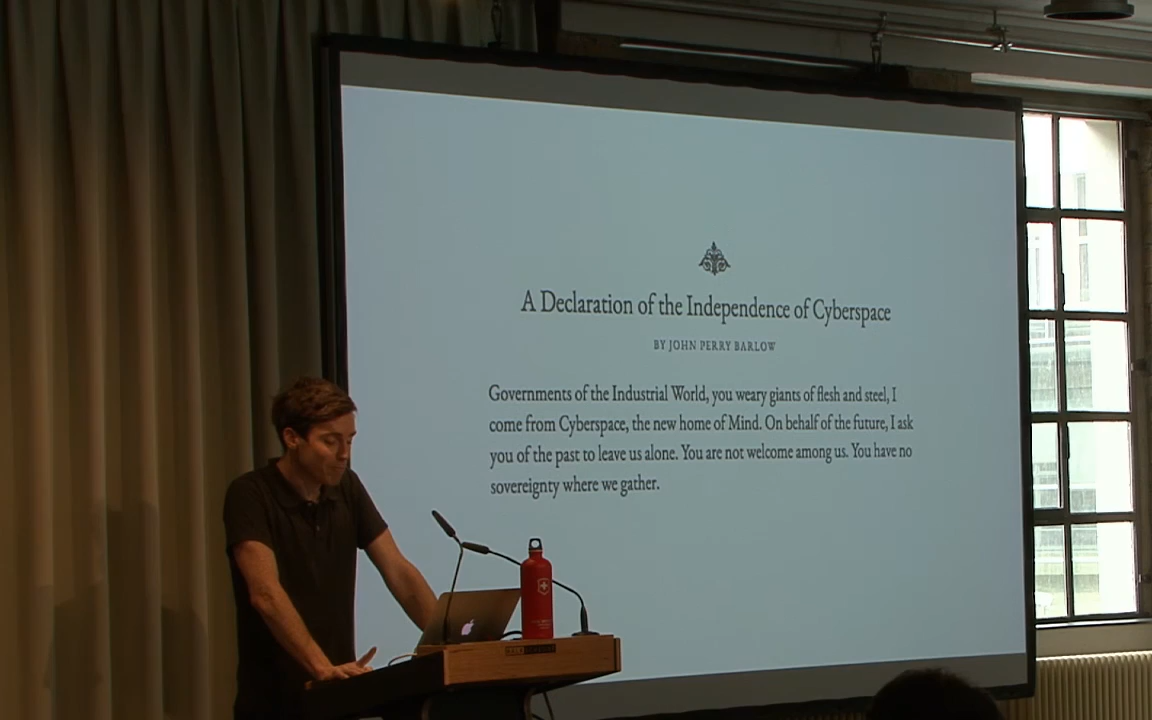 A Declaration of the Independence of Cyberspace
BY JOHN PERRY BARLOW
Governments of the Industrial World, you weary giants of flesh and steel, I
come from Cyberspace, the new home of Mind. On behalf of the future, I ask
you of the past to leave us alone. You are not welcome among us. You have no
sovereignty where we gather.